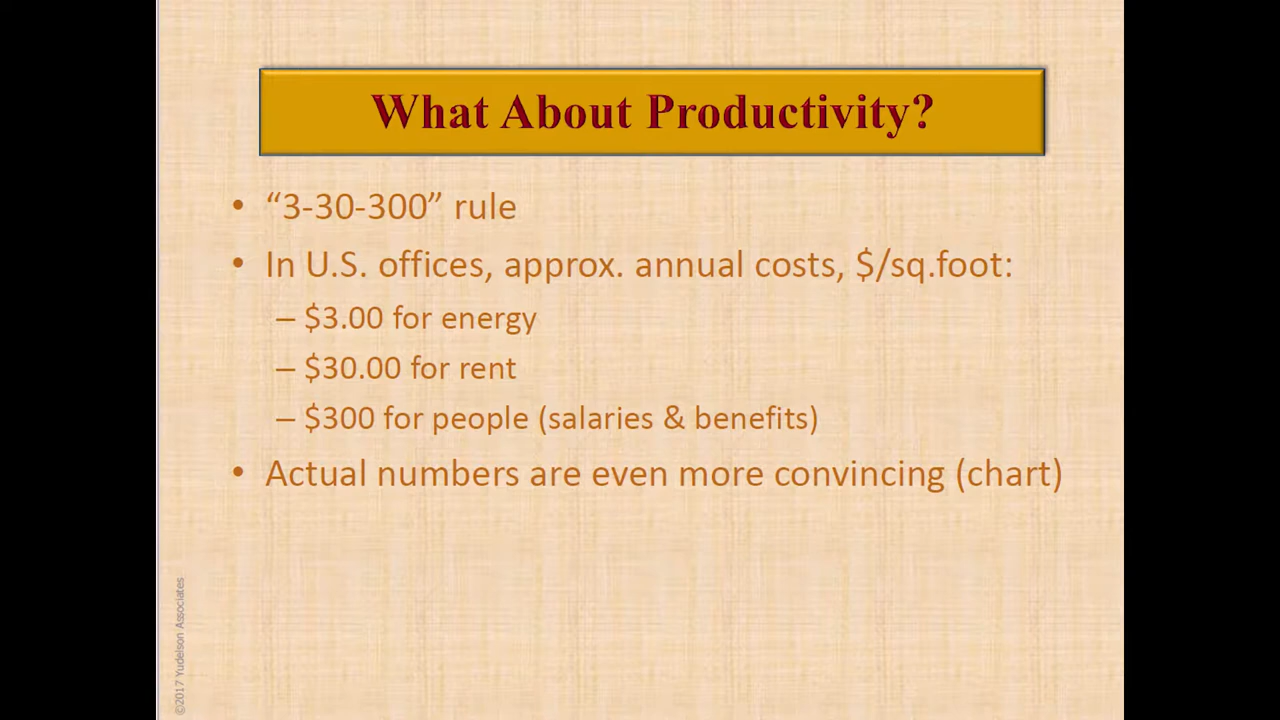 What About Productivity?
• “3-30-300” rule
• In U.S. offices, approx. annual costs, $/sq.foot:
– $3.00 for energy
– $30.00 for rent
– $300 for people (salaries & benefits)
• Actual numbers are even more convincing (chart)
©2017 Yudelson Associates